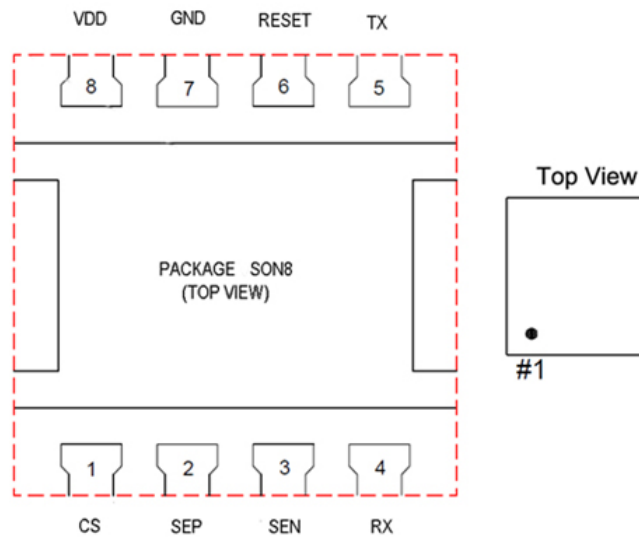 VDD GND RESET TX
8 7 6 5
Top View
PACKAGE SON8
(TOP VIEW)
#1
1 2 3 4
CS SEP SEN RX